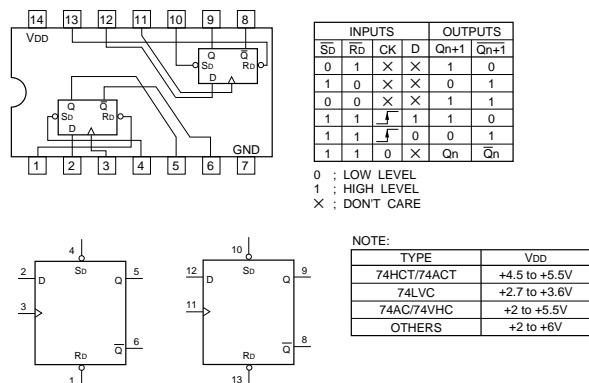 14 13 12 11 10 9 8
VDD
Q Q̅
SD RD
D
Q Q̅
SD RD
D
GND
1 2 3 4 5 6 7
INPUTS OUTPUTS
S̅D R̅D CK D Qn+1 Q̅n+1
0 1 × × 1 0
1 0 × × 0 1
0 0 × × 1 1
1 1 1 1 0
1 1 0 0 1
1 1 0 × Qn Q̅n
0 ; LOW LEVEL
1 ; HIGH LEVEL
× ; DON'T CARE
4
SD
2 D Q 5
3
Q̅ 6
RD
1
10
SD
12 D Q 9
11
Q̅ 8
RD
13
NOTE:
TYPE VDD
74HCT/74ACT +4.5 to +5.5V
74LVC +2.7 to +3.6V
74AC/74VHC +2 to +5.5V
OTHERS +2 to +6V